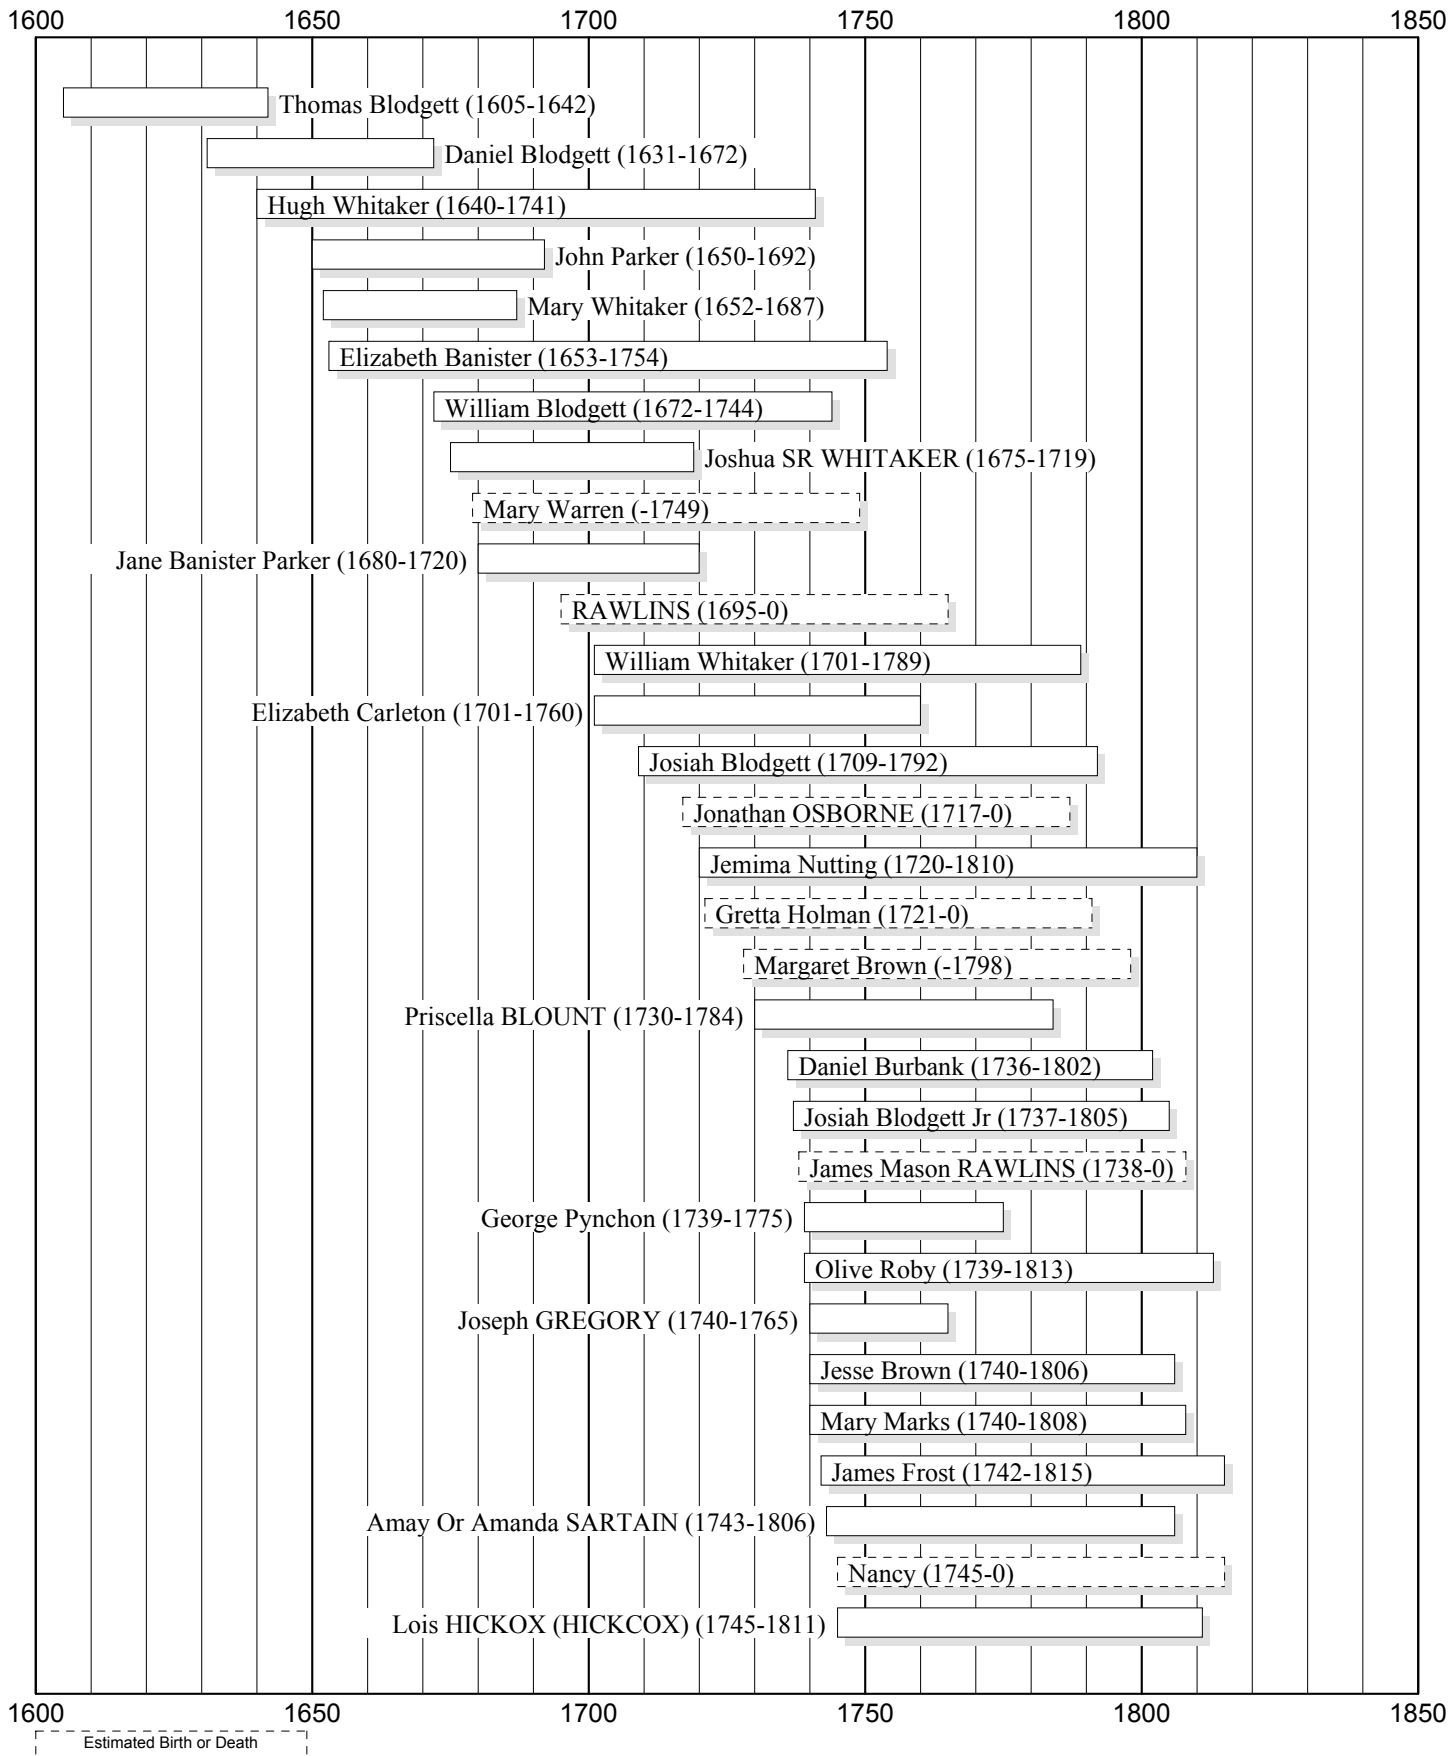 1600 1650 1700 1750 1800 1850
Thomas Blodgett (1605-1642)
Daniel Blodgett (1631-1672)
Hugh Whitaker (1640-1741)
John Parker (1650-1692)
Mary Whitaker (1652-1687)
Elizabeth Banister (1653-1754)
William Blodgett (1672-1744)
Joshua SR WHITAKER (1675-1719)
Mary Warren (-1749)
Jane Banister Parker (1680-1720)
RAWLINS (1695-0)
William Whitaker (1701-1789)
Elizabeth Carleton (1701-1760)
Josiah Blodgett (1709-1792)
Jonathan OSBORNE (1717-0)
Jemima Nutting (1720-1810)
Gretta Holman (1721-0)
Margaret Brown (-1798)
Priscella BLOUNT (1730-1784)
Daniel Burbank (1736-1802)
Josiah Blodgett Jr (1737-1805)
James Mason RAWLINS (1738-0)
George Pynchon (1739-1775)
Olive Roby (1739-1813)
Joseph GREGORY (1740-1765)
Jesse Brown (1740-1806)
Mary Marks (1740-1808)
James Frost (1742-1815)
Amay Or Amanda SARTAIN (1743-1806)
Nancy (1745-0)
Lois HICKOX (HICKCOX) (1745-1811)
1600 1650 1700 1750 1800 1850
Estimated Birth or Death